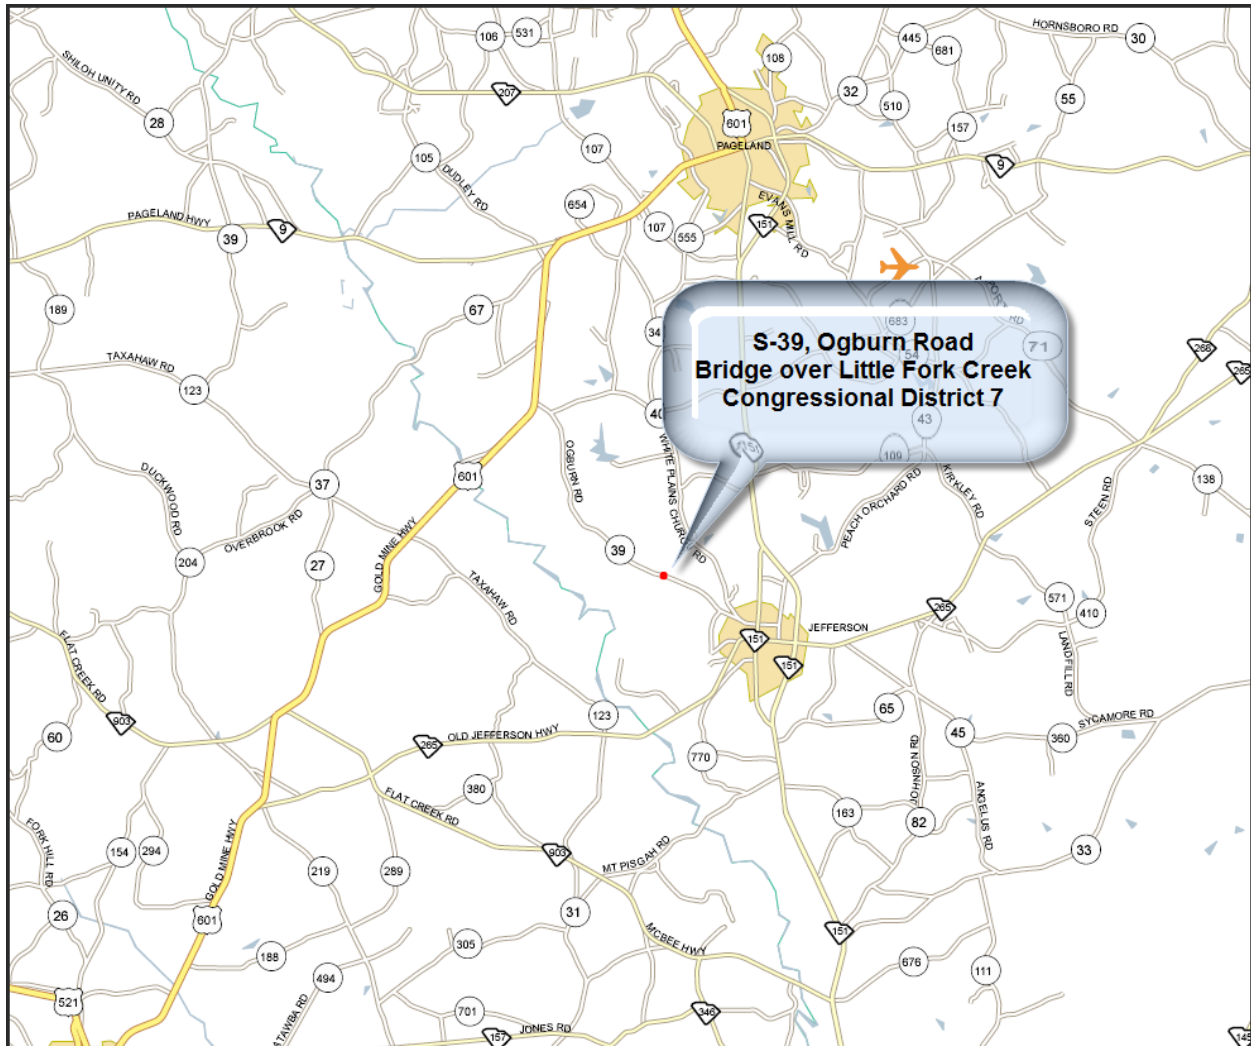 HORNSBORO RD
30
106
531
445
681
108
SHILOH UNITY RD
207
32
510
55
28
601
157
PAGELAND
107
105
9
DUDLEY RD
EVANS MILL RD
654
PAGELAND HWY
9
39
107
555
151
189
67
683
34
54
71
S-39, Ogburn Road
Bridge over Little Fork Creek
Congressional District 7
TAXAHAW RD
123
266
265
40
43
151
109
WHITE PLAINS CHURCH RD
OGBURN RD
DUCKWOOD RD
37
601
KIRKLEY RD
PEACH ORCHARD RD
STEEN RD
138
OVERBROOK RD
204
27
GOLD MINE HWY
39
TAXAHAW RD
571
410
265
JEFFERSON
151
151
FLAT CREEK RD
LANDFILL RD
903
60
123
65
SYCAMORE RD
45
360
OLD JEFFERSON HWY
265
770
JOHNSON RD
380
FLAT CREEK RD
ANGELUS RD
163
82
FORK HILL RD
GOLD MINE HWY
154
294
903
MT PISGAH RD
33
219
289
26
601
31
151
MCBEE HWY
305
188
494
676
111
521
701
346
157
JONES RD
145